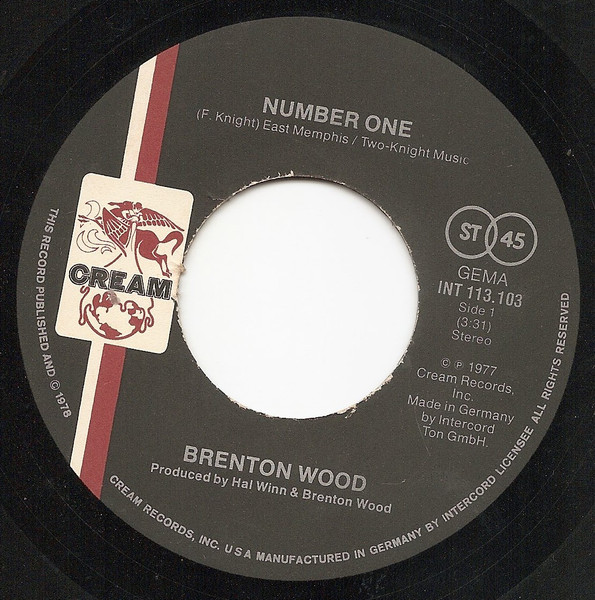 NUMBER ONE
(F. Knight) East Memphis / Two-Knight Music
ST 45
GEMA
INT 113.103
Side 1
(3:31)
Stereo
© ℗ 1977
Cream Records,
Inc.
Made in Germany
by Intercord
Ton GmbH.
CREAM
BRENTON WOOD
Produced by Hal Winn & Brenton Wood
THIS RECORD PUBLISHED AND © 1978
CREAM RECORDS, INC. USA MANUFACTURED IN GERMANY BY INTERCORD LICENSEE ALL RIGHTS RESERVED